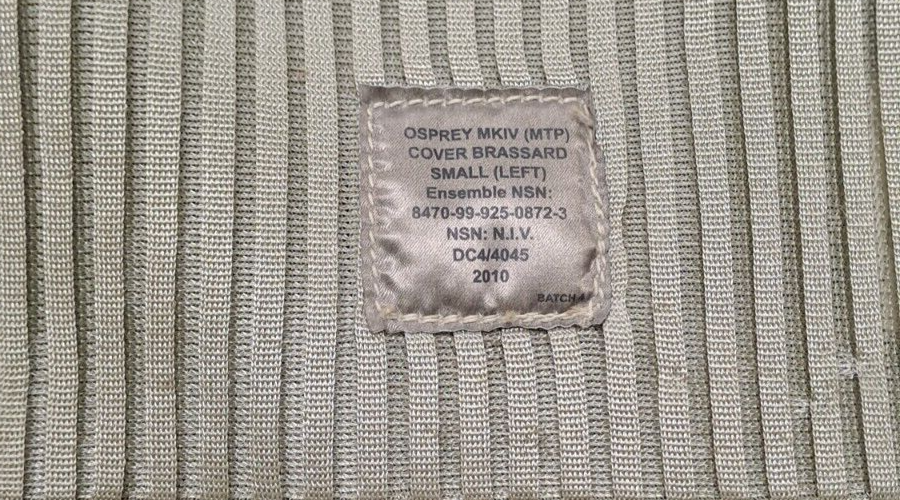 OSPREY MKIV (MTP)
COVER BRASSARD
SMALL (LEFT)
Ensemble NSN:
8470-99-925-0872-3
NSN: N.I.V.
DC4/4045
2010
BATCH 4